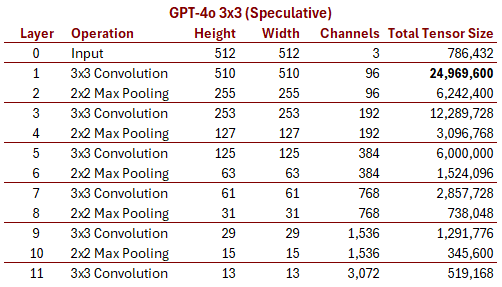 GPT-4o 3x3 (Speculative)
Layer Operation Height Width Channels Total Tensor Size
0 Input 512 512 3 786,432
1 3x3 Convolution 510 510 96 24,969,600
2 2x2 Max Pooling 255 255 96 6,242,400
3 3x3 Convolution 253 253 192 12,289,728
4 2x2 Max Pooling 127 127 192 3,096,768
5 3x3 Convolution 125 125 384 6,000,000
6 2x2 Max Pooling 63 63 384 1,524,096
7 3x3 Convolution 61 61 768 2,857,728
8 2x2 Max Pooling 31 31 768 738,048
9 3x3 Convolution 29 29 1,536 1,291,776
10 2x2 Max Pooling 15 15 1,536 345,600
11 3x3 Convolution 13 13 3,072 519,168